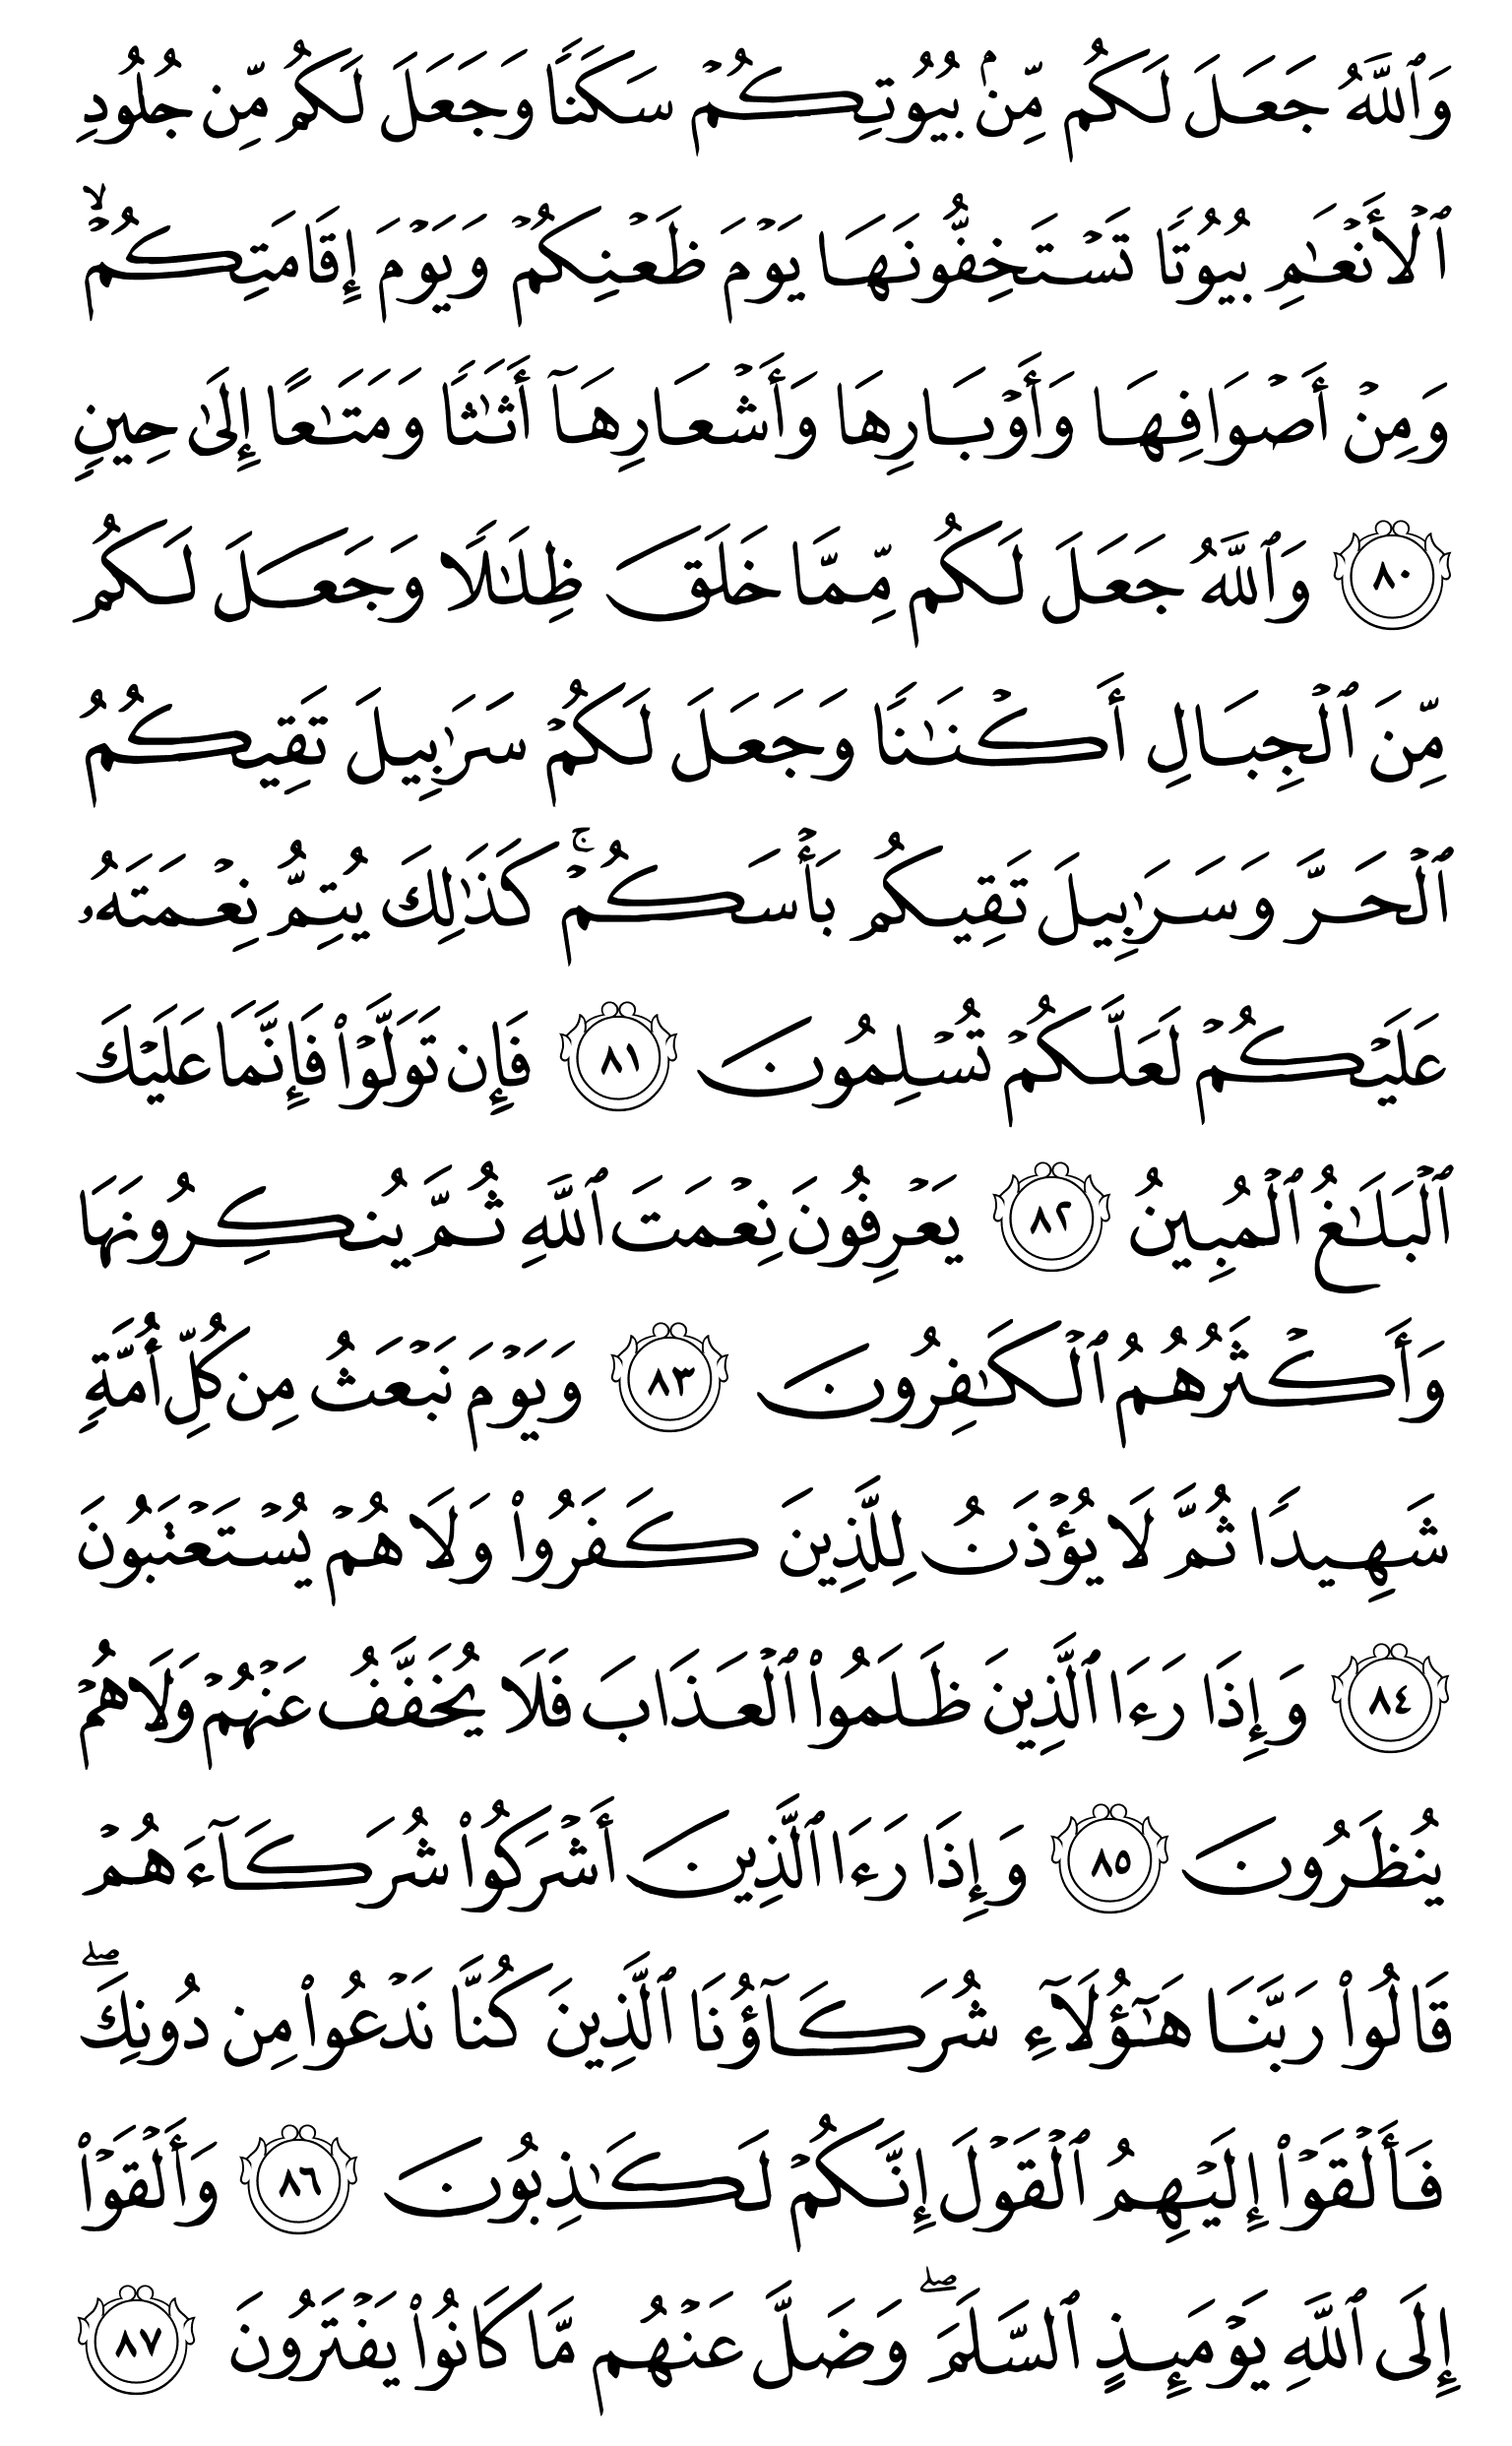 وَٱللَّهُ جَعَلَ لَكُم مِّنۢ بُيُوتِكُمْ سَكَنًا وَجَعَلَ لَكُم مِّن جُلُودِ
ٱلْأَنْعَٰمِ بُيُوتًا تَسْتَخِفُّونَهَا يَوْمَ ظَعْنِكُمْ وَيَوْمَ إِقَامَتِكُمْ ۙ
وَمِنْ أَصْوَافِهَا وَأَوْبَارِهَا وَأَشْعَارِهَآ أَثَٰثًا وَمَتَٰعًا إِلَىٰ حِينٍ
٨٠ وَٱللَّهُ جَعَلَ لَكُم مِّمَّا خَلَقَ ظِلَٰلًا وَجَعَلَ لَكُم
مِّنَ ٱلْجِبَالِ أَكْنَٰنًا وَجَعَلَ لَكُمْ سَرَٰبِيلَ تَقِيكُمُ
ٱلْحَرَّ وَسَرَٰبِيلَ تَقِيكُم بَأْسَكُمْ ۚ كَذَٰلِكَ يُتِمُّ نِعْمَتَهُۥ
عَلَيْكُمْ لَعَلَّكُمْ تُسْلِمُونَ ٨١ فَإِن تَوَلَّوْا۟ فَإِنَّمَا عَلَيْكَ
ٱلْبَلَٰغُ ٱلْمُبِينُ ٨٢ يَعْرِفُونَ نِعْمَتَ ٱللَّهِ ثُمَّ يُنكِرُونَهَا
وَأَكْثَرُهُمُ ٱلْكَٰفِرُونَ ٨٣ وَيَوْمَ نَبْعَثُ مِن كُلِّ أُمَّةٍ
شَهِيدًا ثُمَّ لَا يُؤْذَنُ لِلَّذِينَ كَفَرُوا۟ وَلَا هُمْ يُسْتَعْتَبُونَ
٨٤ وَإِذَا رَءَا ٱلَّذِينَ ظَلَمُوا۟ ٱلْعَذَابَ فَلَا يُخَفَّفُ عَنْهُمْ وَلَا هُمْ
يُنظَرُونَ ٨٥ وَإِذَا رَءَا ٱلَّذِينَ أَشْرَكُوا۟ شُرَكَآءَهُمْ
قَالُوا۟ رَبَّنَا هَٰٓؤُلَآءِ شُرَكَآؤُنَا ٱلَّذِينَ كُنَّا نَدْعُوا۟ مِن دُونِكَ ۖ
فَأَلْقَوْا۟ إِلَيْهِمُ ٱلْقَوْلَ إِنَّكُمْ لَكَٰذِبُونَ ٨٦ وَأَلْقَوْا۟
إِلَى ٱللَّهِ يَوْمَئِذٍ ٱلسَّلَمَ ۖ وَضَلَّ عَنْهُم مَّا كَانُوا۟ يَفْتَرُونَ ٨٧